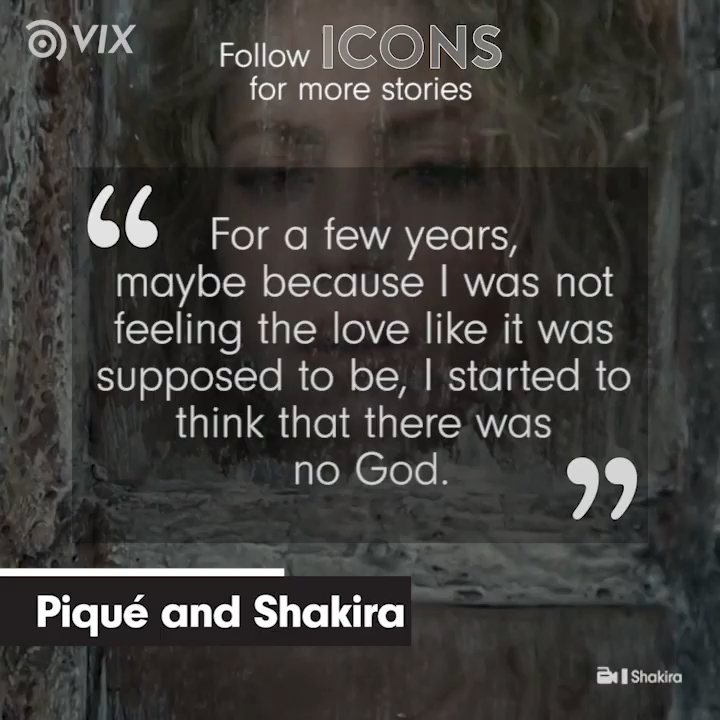 VIX
Follow ICONS
for more stories
“ For a few years,
maybe because I was not
feeling the love like it was
supposed to be, I started to
think that there was
no God. ”
Piqué and Shakira
Shakira